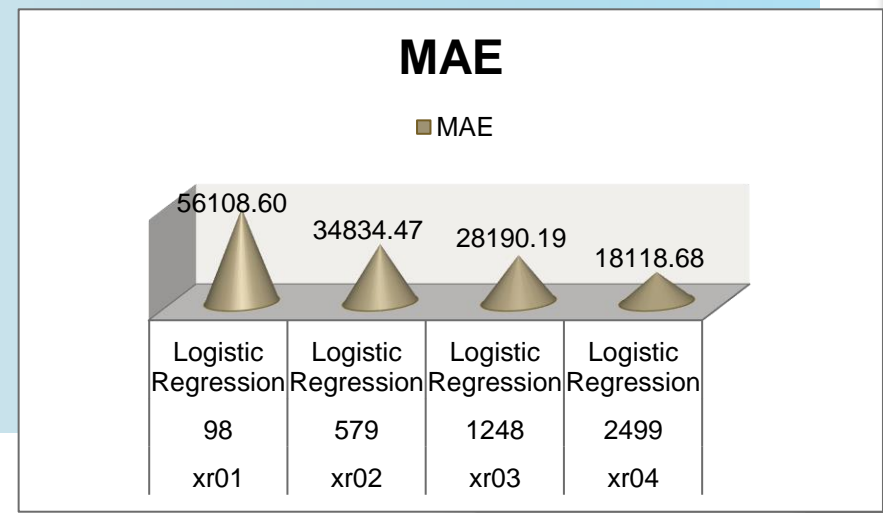 MAE
MAE
56108.60
34834.47
28190.19
18118.68
Logistic Regression Logistic Regression Logistic Regression Logistic Regression
98 579 1248 2499
xr01 xr02 xr03 xr04